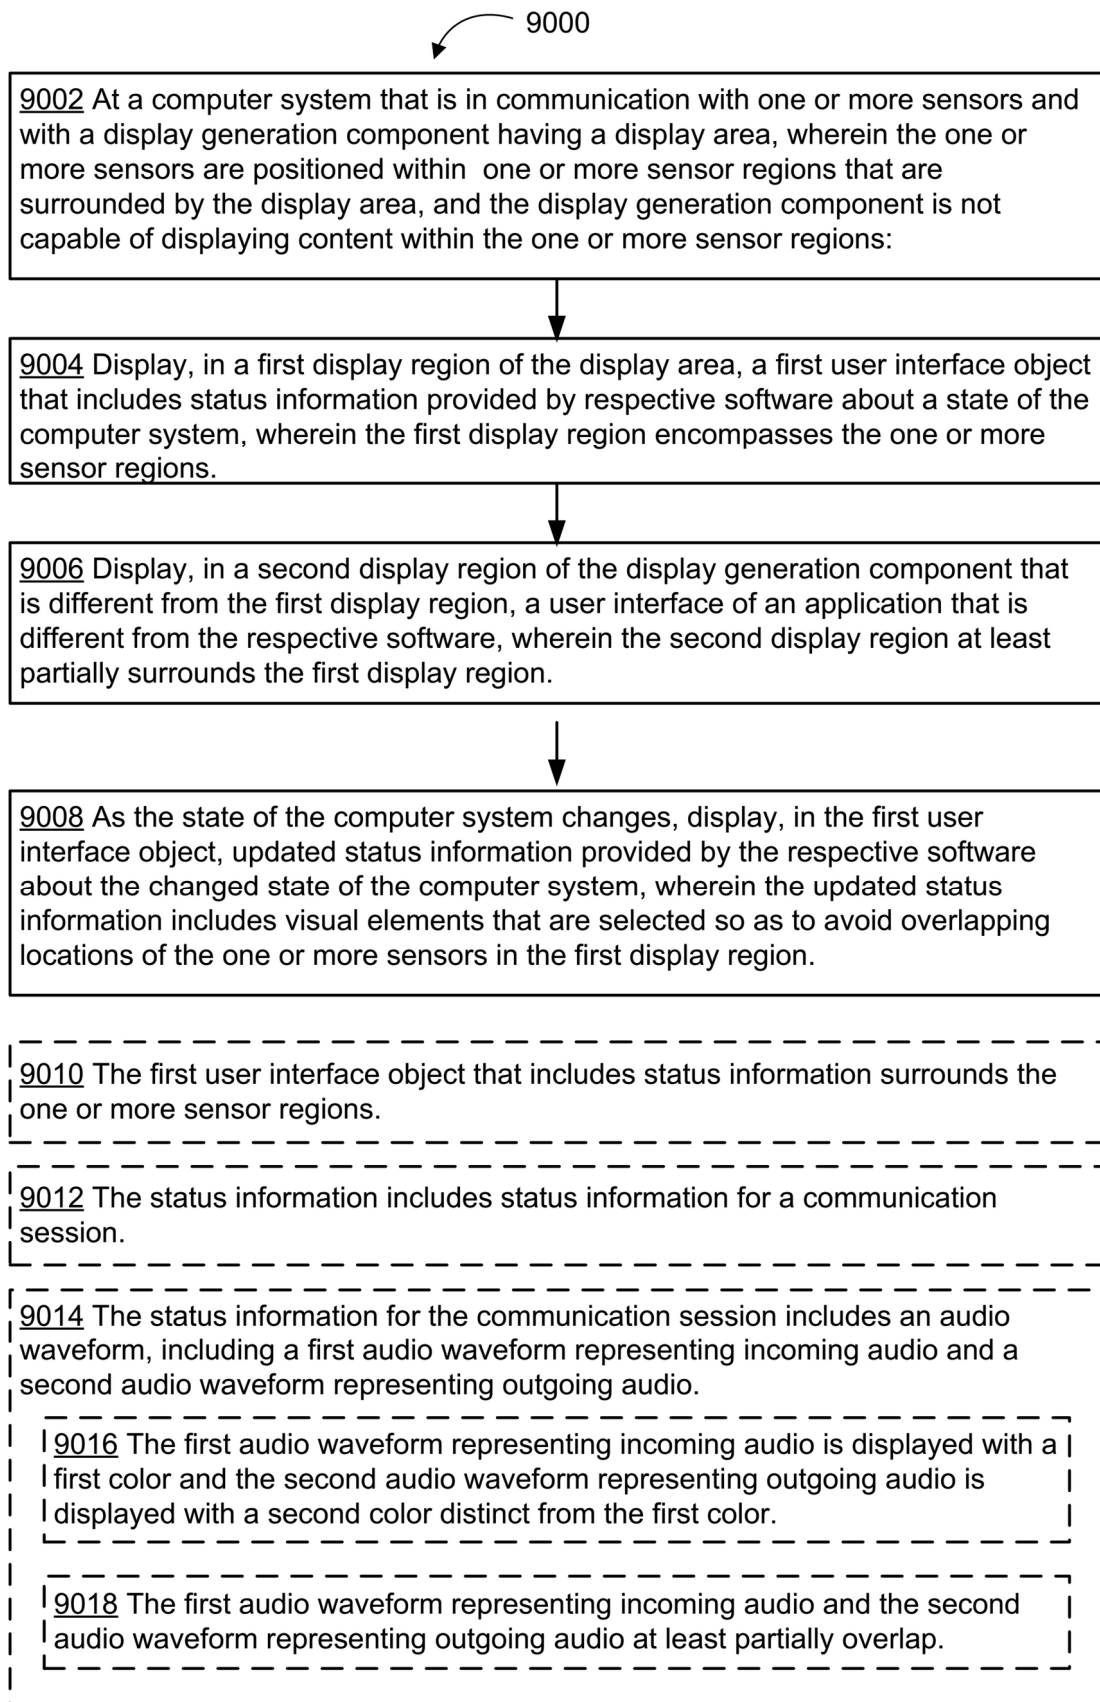 9000
9002 At a computer system that is in communication with one or more sensors and
with a display generation component having a display area, wherein the one or
more sensors are positioned within  one or more sensor regions that are
surrounded by the display area, and the display generation component is not
capable of displaying content within the one or more sensor regions:
9004 Display, in a first display region of the display area, a first user interface object
that includes status information provided by respective software about a state of the
computer system, wherein the first display region encompasses the one or more
sensor regions.
9006 Display, in a second display region of the display generation component that
is different from the first display region, a user interface of an application that is
different from the respective software, wherein the second display region at least
partially surrounds the first display region.
9008 As the state of the computer system changes, display, in the first user
interface object, updated status information provided by the respective software
about the changed state of the computer system, wherein the updated status
information includes visual elements that are selected so as to avoid overlapping
locations of the one or more sensors in the first display region.
9010 The first user interface object that includes status information surrounds the
one or more sensor regions.
9012 The status information includes status information for a communication
session.
9014 The status information for the communication session includes an audio
waveform, including a first audio waveform representing incoming audio and a
second audio waveform representing outgoing audio.
9016 The first audio waveform representing incoming audio is displayed with a
first color and the second audio waveform representing outgoing audio is
displayed with a second color distinct from the first color.
9018 The first audio waveform representing incoming audio and the second
audio waveform representing outgoing audio at least partially overlap.